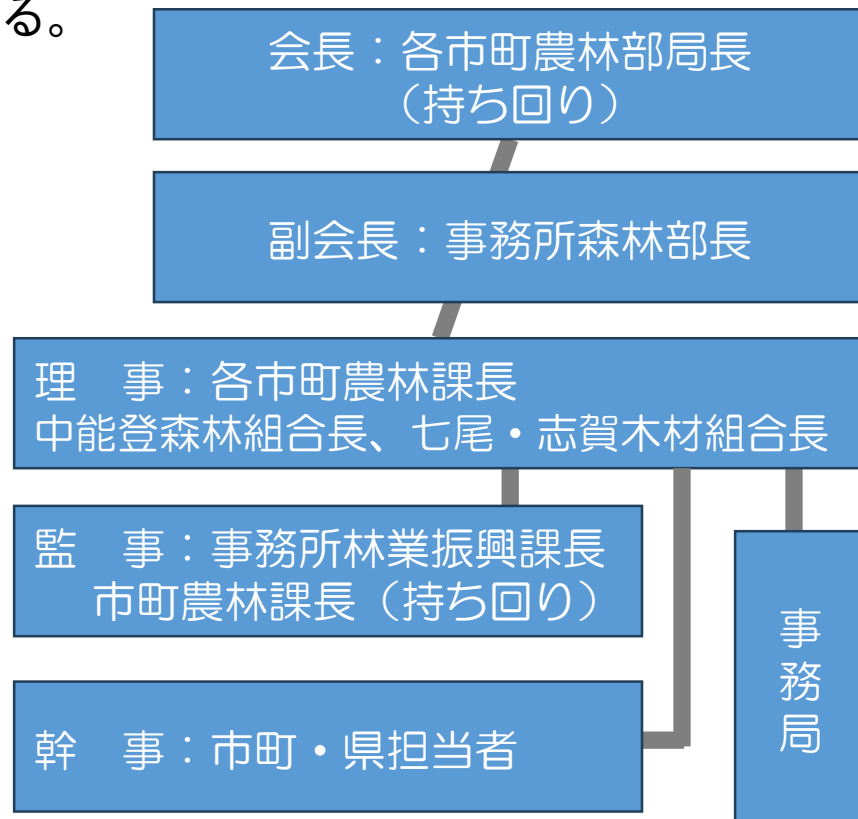 る。
会長：各市町農林部局長
（持ち回り）
副会長：事務所森林部長
理　事：各市町農林課長
中能登森林組合長、七尾・志賀木材組合長
監　事：事務所林業振興課長
市町農林課長（持ち回り）
幹　事：市町・県担当者
事務局